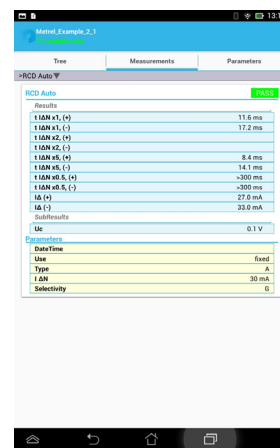 13:1
Metrel_Example_2_1
Tree Measurements Parameters
>RCD Auto▼
RCD Auto PASS
Results
t IΔN x1, (+) 11.6 ms
t IΔN x1, (-) 17.2 ms
t IΔN x2, (+)
t IΔN x2, (-)
t IΔN x5, (+) 8.4 ms
t IΔN x5, (-) 14.1 ms
t IΔN x0.5, (+) >300 ms
t IΔN x0.5, (-) >300 ms
IΔ (+) 27.0 mA
IΔ (-) 33.0 mA
SubResults
Uc 0.1 V
Parameters
DateTime
Use fixed
Type A
I ΔN 30 mA
Selectivity G